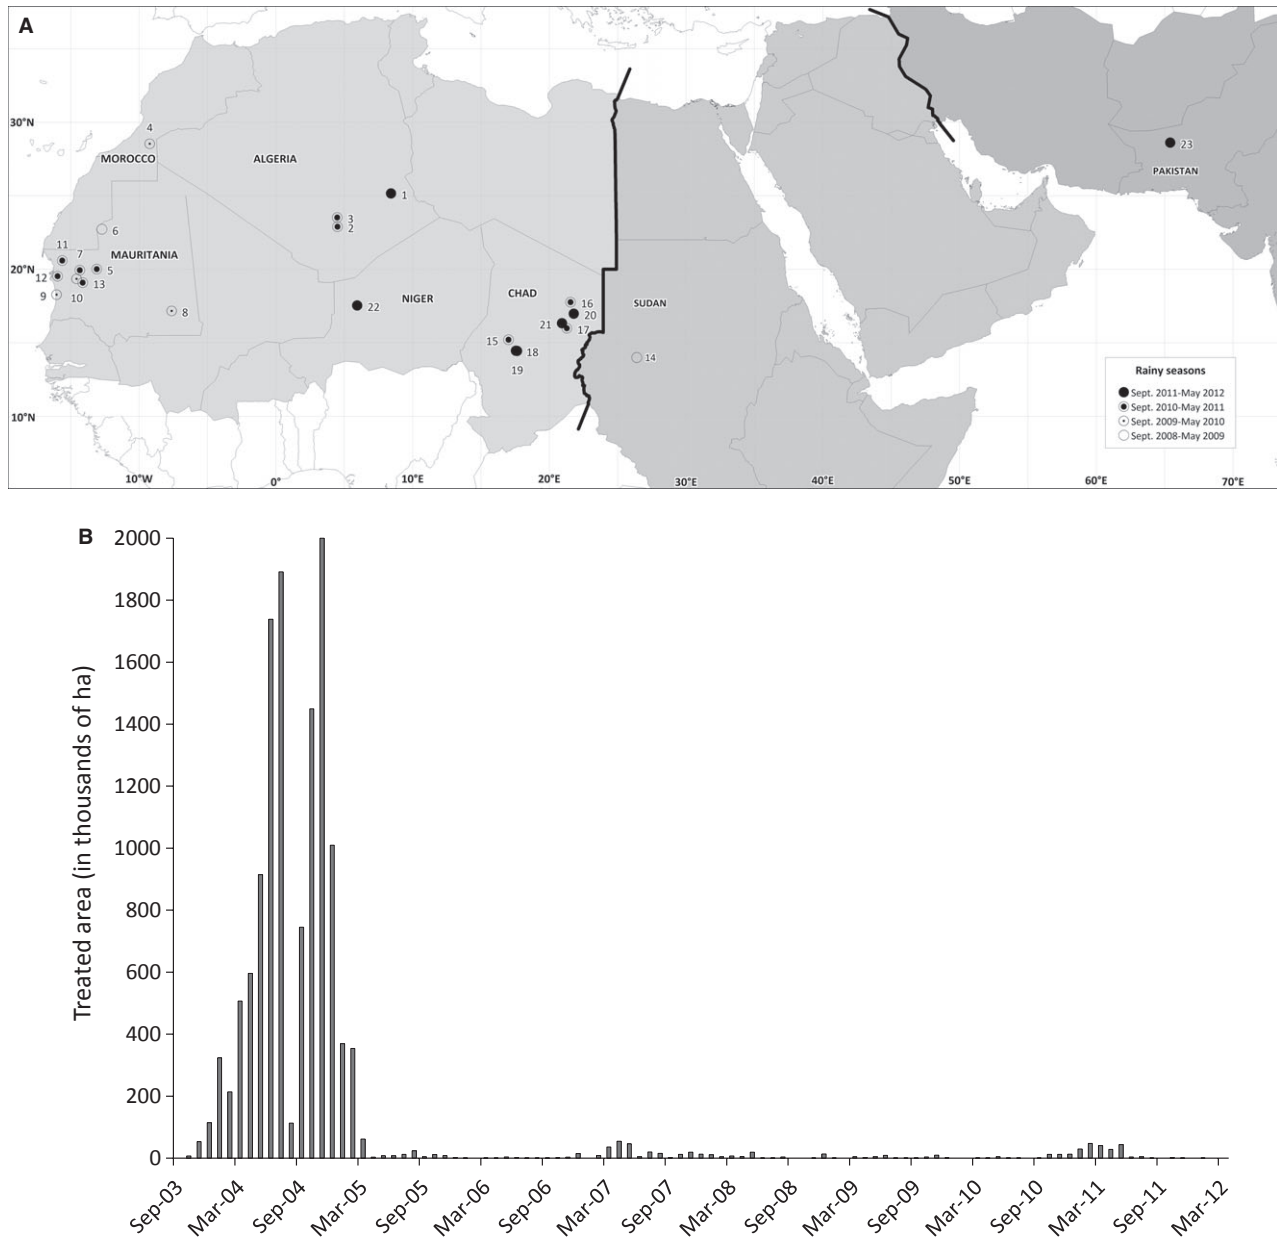 A
30°N
20°N
10°N
4
MOROCCO
ALGERIA
23
PAKISTAN
1
3
2
6
11
7
MAURITANIA
5
12
13
9
10
8
NIGER
22
CHAD
16
20
21
17
15
18
19
SUDAN
14
Rainy seasons
Sept. 2011-May 2012
Sept. 2010-May 2011
Sept. 2009-May 2010
Sept. 2008-May 2009
10°W
0°
10°E
20°E
30°E
40°E
50°E
60°E
70°E
B
Treated area (in thousands of ha)
2000
1800
1600
1400
1200
1000
800
600
400
200
0
Sep-03
Mar-04
Sep-04
Mar-05
Sep-05
Mar-06
Sep-06
Mar-07
Sep-07
Mar-08
Sep-08
Mar-09
Sep-09
Mar-10
Sep-10
Mar-11
Sep-11
Mar-12